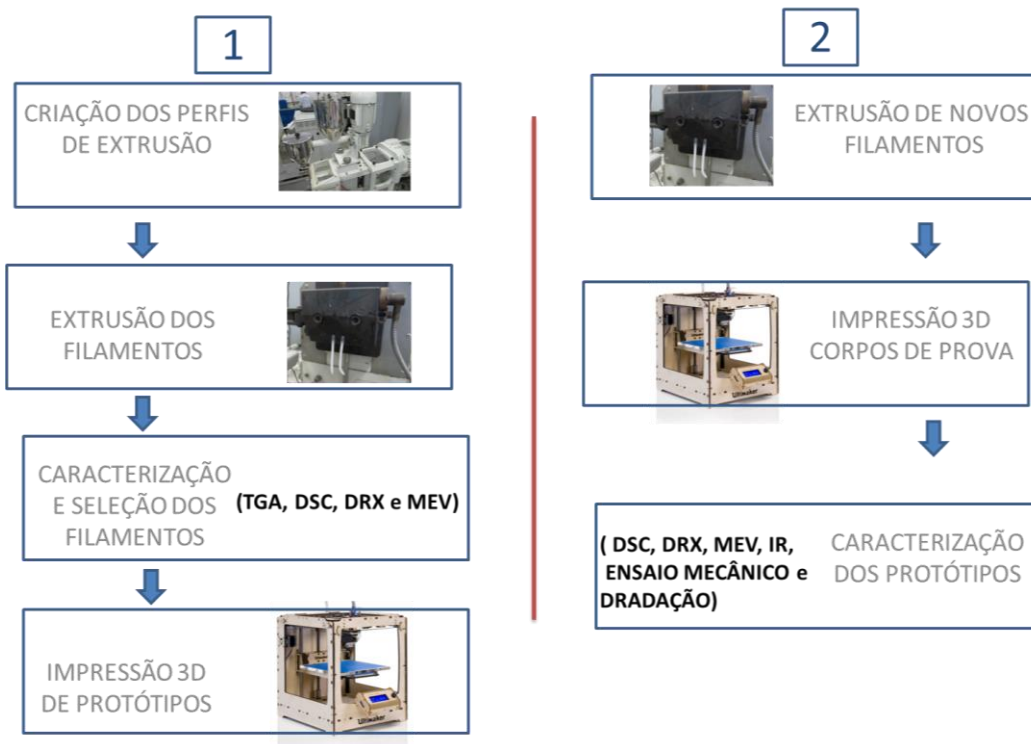 1
CRIAÇÃO DOS PERFIS
DE EXTRUSÃO
EXTRUSÃO DOS
FILAMENTOS
CARACTERIZAÇÃO
E SELEÇÃO DOS
FILAMENTOS
(TGA, DSC, DRX e MEV)
IMPRESSÃO 3D
DE PROTÓTIPOS
Ultimaker
2
EXTRUSÃO DE NOVOS
FILAMENTOS
IMPRESSÃO 3D
CORPOS DE PROVA
Ultimaker
( DSC, DRX, MEV, IR,
ENSAIO MECÂNICO e
DRADAÇÃO)
CARACTERIZAÇÃO
DOS PROTÓTIPOS